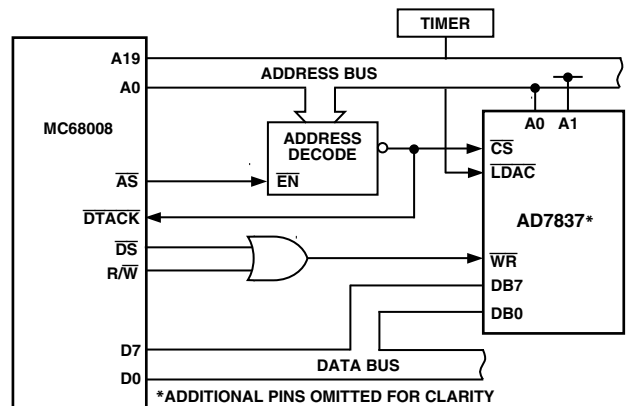 TIMER
A19
ADDRESS BUS
A0
MC68008
ADDRESS
DECODE
A0 A1
CS
LDAC
AS
EN
AD7837*
DTACK
DS
R/W
WR
DB7
DB0
D7
DATA BUS
D0
*ADDITIONAL PINS OMITTED FOR CLARITY